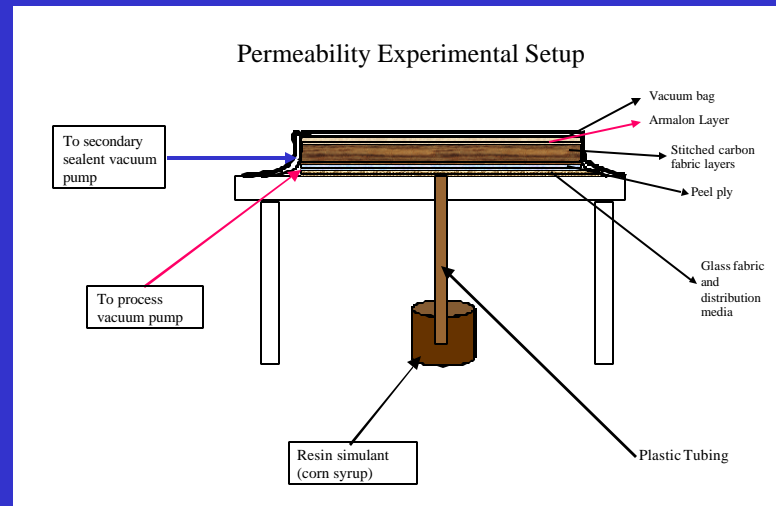 Permeability Experimental Setup
Vacuum bag
Armalon Layer
To secondary
sealent vacuum
pump
Stitched carbon
fabric layers
Peel ply
Glass fabric
and
distribution
media
To process
vacuum pump
Resin simulant
(corn syrup)
Plastic Tubing